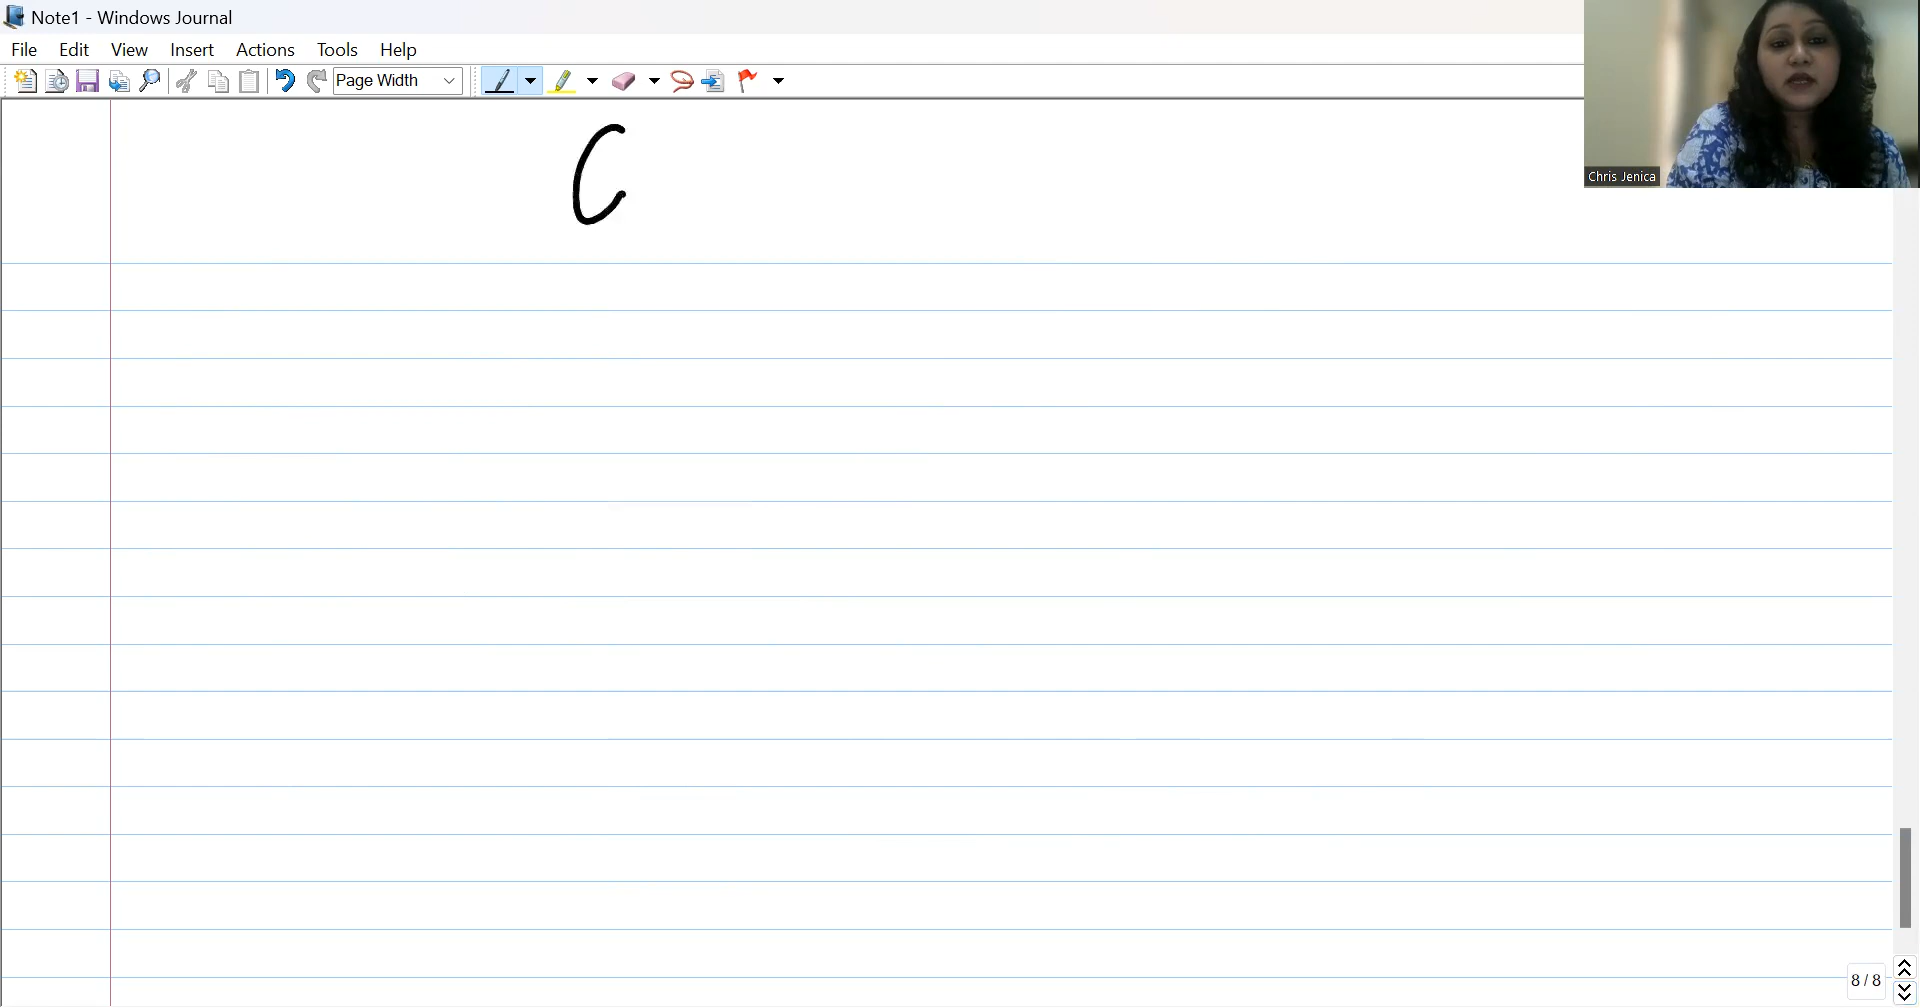 Note1 - Windows Journal
File Edit View Insert Actions Tools Help
Page Width
C
Chris Jenica
8 / 8